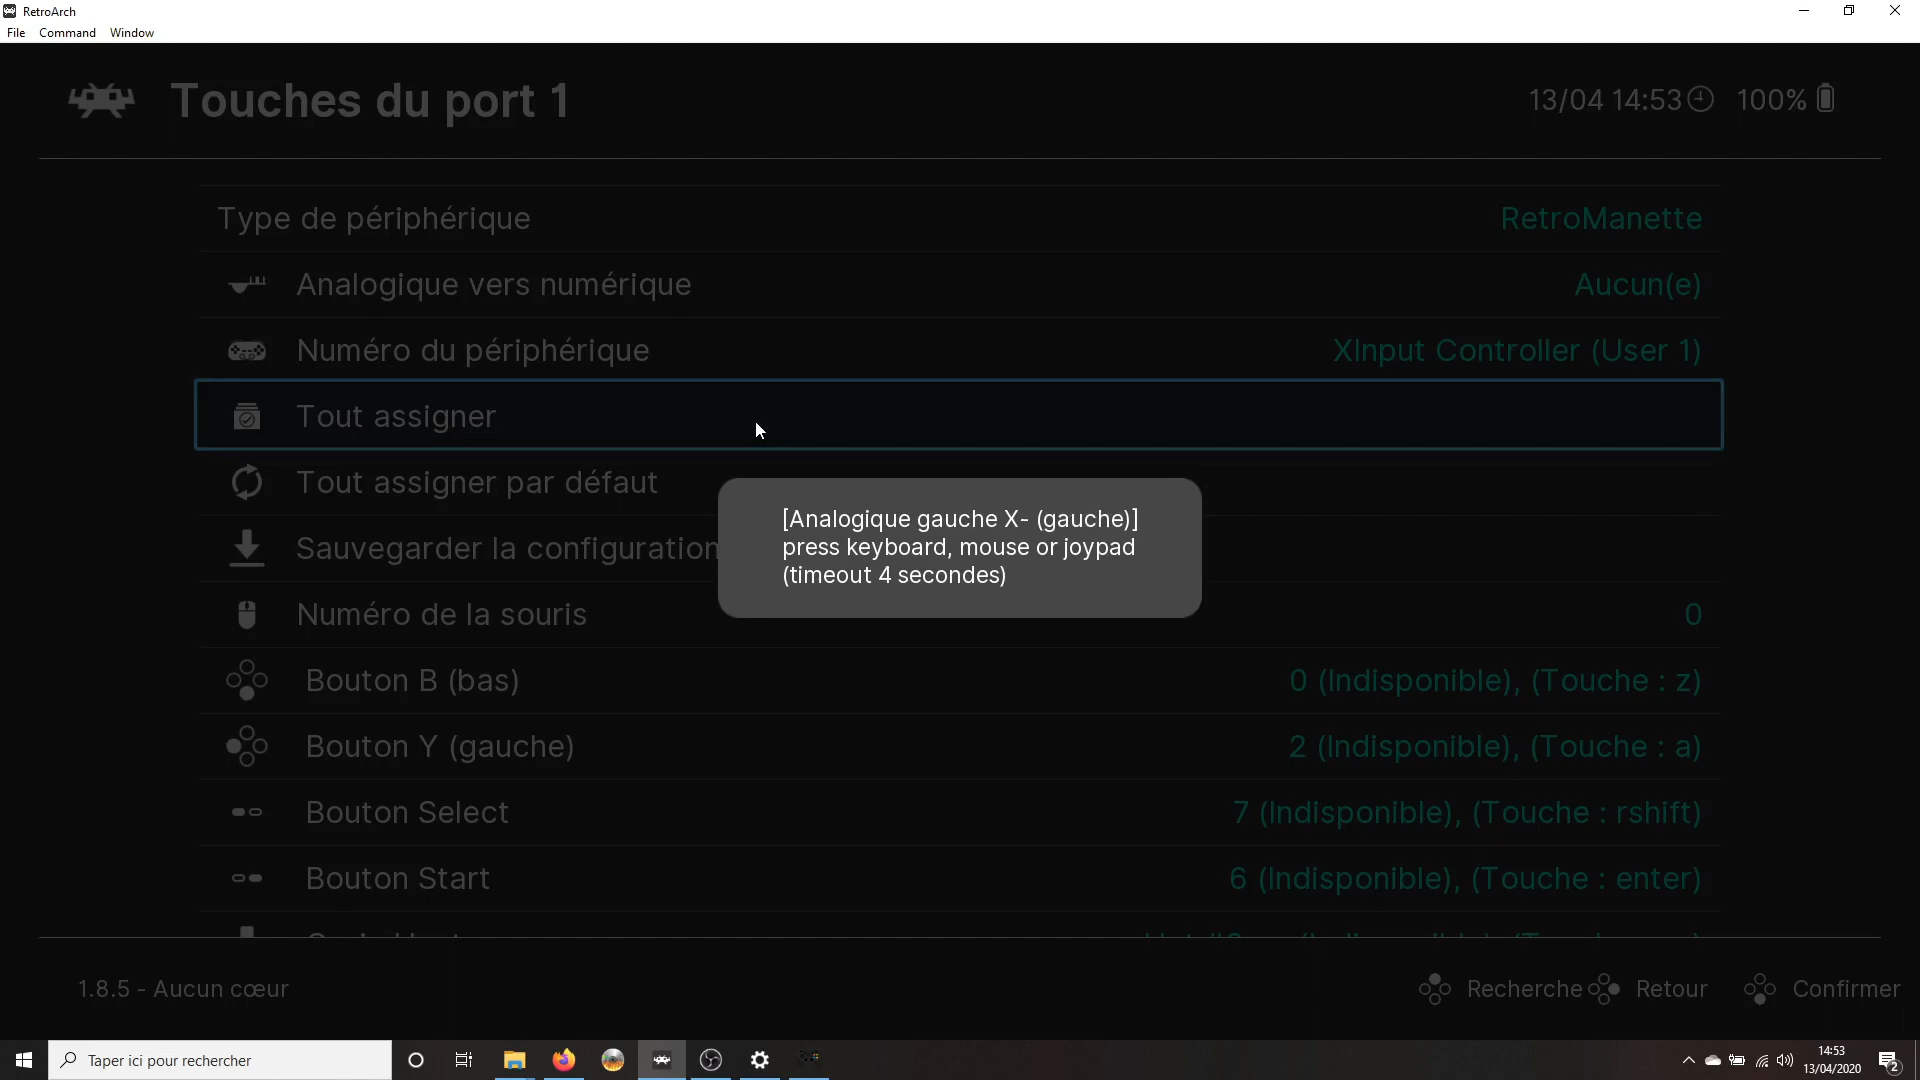 RetroArch
File Command Window
Touches du port 1
13/04 14:53 100%
Type de périphérique RetroManette
Analogique vers numérique Aucun(e)
Numéro du périphérique XInput Controller (User 1)
Tout assigner
Tout assigner par défaut
[Analogique gauche X- (gauche)]
press keyboard, mouse or joypad
(timeout 4 secondes)
Sauvegarder la configuration
Numéro de la souris 0
Bouton B (bas) 0 (Indisponible), (Touche : z)
Bouton Y (gauche) 2 (Indisponible), (Touche : a)
Bouton Select 7 (Indisponible), (Touche : rshift)
Bouton Start 6 (Indisponible), (Touche : enter)
1.8.5 - Aucun cœur Recherche Retour Confirmer
Taper ici pour rechercher
14:53
13/04/2020
2